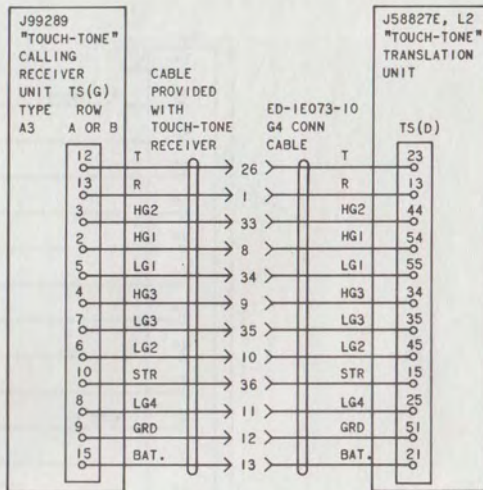 J99289
"TOUCH-TONE"
CALLING
RECEIVER
UNIT TS(G)
TYPE ROW
A3 A OR B
CABLE
PROVIDED
WITH
TOUCH-TONE
RECEIVER
ED-1E073-10
G4 CONN
CABLE
J58827E, L2
"TOUCH-TONE"
TRANSLATION
UNIT
TS(D)
12 T 26 T 23
13 R 1 R 13
3 HG2 33 HG2 44
2 HG1 8 HG1 54
5 LG1 34 LG1 55
4 HG3 9 HG3 34
7 LG3 35 LG3 35
6 LG2 10 LG2 45
10 STR 36 STR 15
8 LG4 11 LG4 25
9 GRD 12 GRD 51
15 BAT. 13 BAT. 21